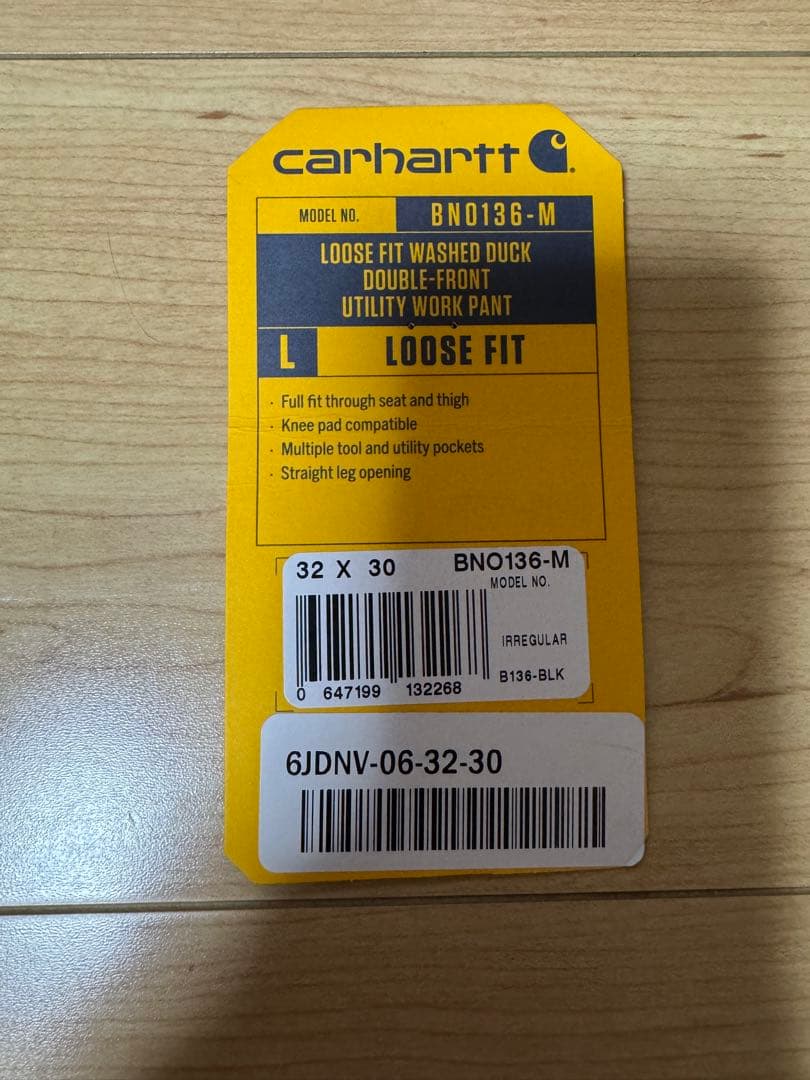 carhartt
MODEL NO. BN0136-M
LOOSE FIT WASHED DUCK
DOUBLE-FRONT
UTILITY WORK PANT
L LOOSE FIT
· Full fit through seat and thigh
· Knee pad compatible
· Multiple tool and utility pockets
· Straight leg opening
32 X 30 BNO136-M
MODEL NO.
IRREGULAR
B136-BLK
0 647199 132268
6JDNV-06-32-30